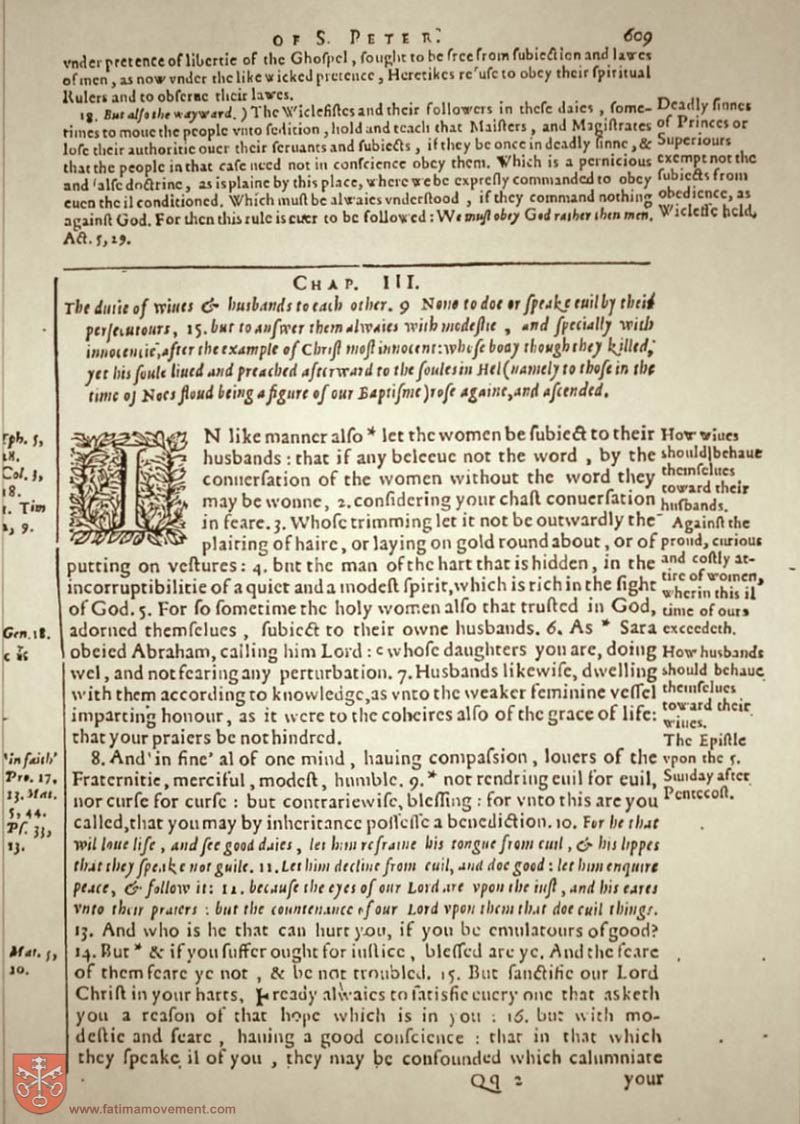 OF S. PETER. 609
vnder pretence of libertie of the Ghoſpel, ſought to be free from ſubiection and lawes
of men, as now vnder the like wicked pretence, Heretikes refuſe to obey their ſpiritual
Rulers and to obſerue their lawes.
18. But alſo the wayward.) The Wicleſiſtes and their followers in theſe daies, ſome-
times to moue the people vnto ſedition, hold and teach that Maiſters, and Magiſtrates
loſe their authoritie ouer their ſeruants and ſubiects, if they be once in deadly ſinne, &
that the people in that caſe need not in conſcience obey them. Which is a pernicious
and falſe doctrine, as is plaine by this place, where we be expreſly commanded to obey
euen the il conditioned. Which muſt be alwaies vnderſtood, if they command nothing
againſt God. For then this rule is euer to be followed: We muſt obey God rather then men.
Act. 5, 29.
Deadly ſinnes
of Princes or
Superiours
exempt not the
ſubiects from
obedience, as
Wicleffe held.
CHAP. III.
The dutie of wiues & husbands to each other. 9 None to doe or ſpeake euil by their
perſecutours, 15. but to anſwer them alwaies with modeſtie, and ſpecially with
innocencie, after the example of Chriſt moſt innocent: whoſe body though they killed,
yet his ſoule liued and preached afterward to the ſoules in Hel (namely to thoſe in the
time of Noes floud being a figure of our Baptiſme) roſe againe, and aſcended.
IN like manner alſo * let the women be ſubiect to their
husbands: that if any beleeue not the word, by the
conuerſation of the women without the word they
may be wonne, 2. conſidering your chaſt conuerſation
in feare. 3. Whoſe trimming let it not be outwardly the
plaiting of haire, or laying on gold round about, or of
putting on veſtures: 4. but the man of the hart that is hidden, in the
incorruptibilitie of a quiet and a modeſt ſpirit, which is rich in the ſight
of God. 5. For ſo ſometime the holy women alſo that truſted in God,
adorned themſelues, ſubiect to their owne husbands. 6. As * Sara
obeied Abraham, calling him Lord: c whoſe daughters you are, doing
wel, and not fearing any perturbation. 7. Husbands likewiſe, dwelling
with them according to knowledge, as vnto the weaker feminine veſſel
imparting honour, as it were to the coheires alſo of the grace of life:
that your praiers be not hindred.
8. And 'in fine' al of one mind, hauing compaſsion, louers of the
Fraternitie, merciful, modeſt, humble. 9. * not rendring euil for euil,
nor curſe for curſe: but contrariewiſe, bleſſing: for vnto this are you
called, that you may by inheritance poſſeſſe a benediction. 10. For he that
wil loue life, and ſee good daies, let him refraine his tongue from euil, & his lippes
that they ſpeake not guile. 11. Let him decline from euil, and doe good: let him enquire
peace, & follow it: 12. becauſe the eyes of our Lord are vpon the iuſt, and his eares
vnto their praiers: but the countenance of our Lord vpon them that doe euil things.
13. And who is he that can hurt you, if you be emulatours of good?
14. But * & if you ſuffer ought for iuſtice, bleſſed are ye. And the feare
of them feare ye not, & be not troubled. 15. But ſanctifie our Lord
Chriſt in your harts, ready alwaies to ſatisfie euery one that asketh
you a reaſon of that hope which is in you: 16. but with mo-
deſtie and feare, hauing a good conſcience: that in that which
they ſpeake il of you, they may be confounded which calumniate
Qq 2 your
Eph. 5,
18.
Col. 3,
18.
1. Tim
2, 9.
Gen. 18.
'in faith'
Pro. 17,
13. Mat.
5, 44.
Pſ. 33,
13.
Mat. 5,
10.
How wiues
should behaue
themſelues
toward their
huſbands.
Againſt the
proud, curious
and coſtly at-
tire of women,
wherin this il
time of ours
exceedeth.
How husbands
should behaue
themſelues
toward their
wiues.
The Epiſtle
vpon the 5.
Sunday after
Pentecoſt.
www.fatimamovement.com